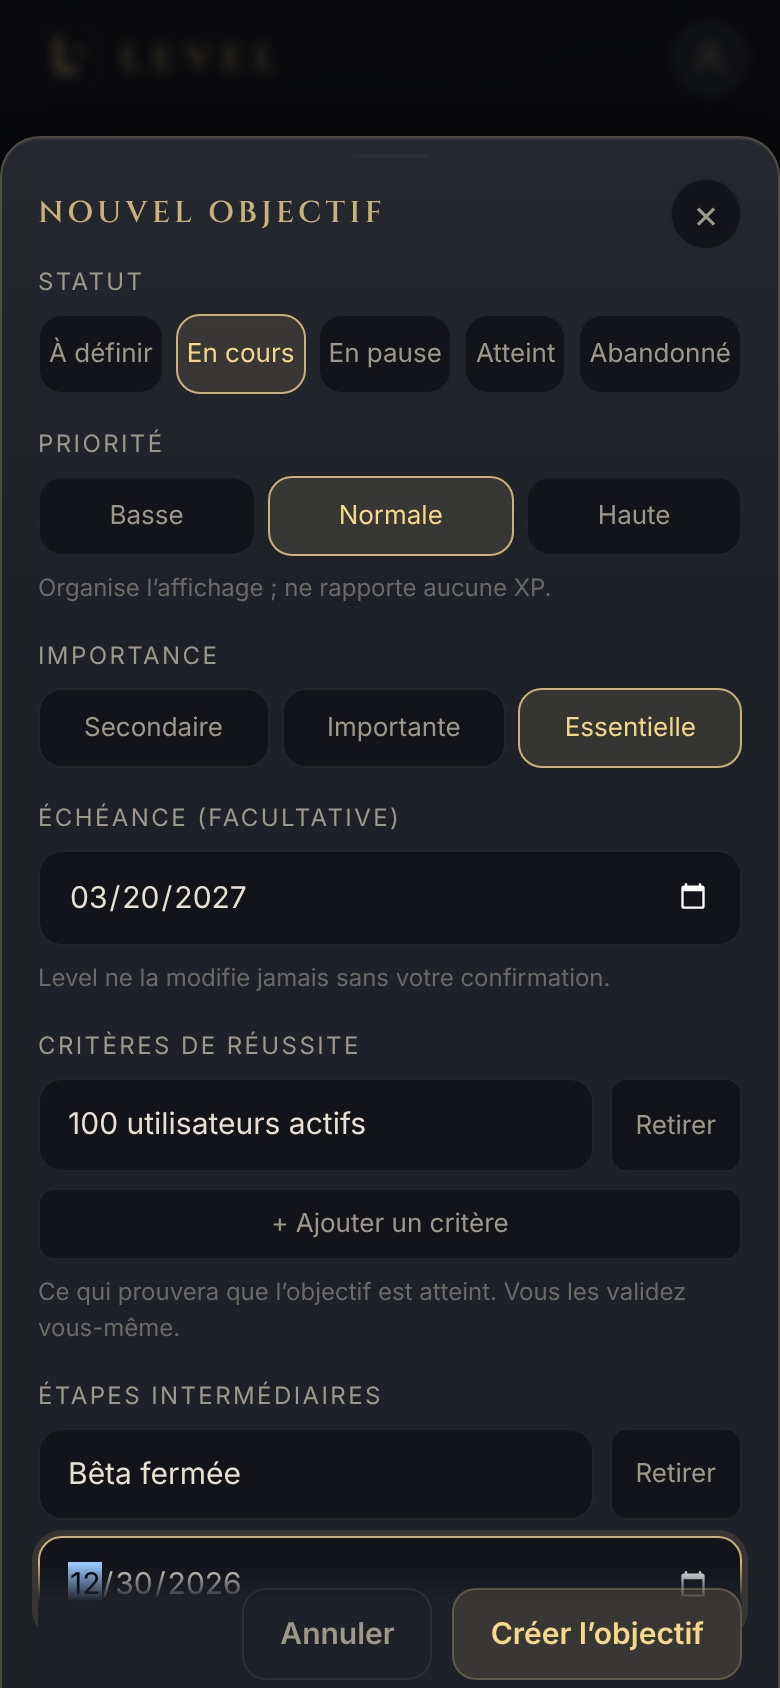 LEVEL
NOUVEL OBJECTIF
×
STATUT
À définir En cours En pause Atteint Abandonné
PRIORITÉ
Basse Normale Haute
Organise l’affichage ; ne rapporte aucune XP.
IMPORTANCE
Secondaire Importante Essentielle
ÉCHÉANCE (FACULTATIVE)
03/20/2027
Level ne la modifie jamais sans votre confirmation.
CRITÈRES DE RÉUSSITE
100 utilisateurs actifs Retirer
+ Ajouter un critère
Ce qui prouvera que l’objectif est atteint. Vous les validez
vous-même.
ÉTAPES INTERMÉDIAIRES
Bêta fermée Retirer
12/30/2026
Annuler Créer l’objectif